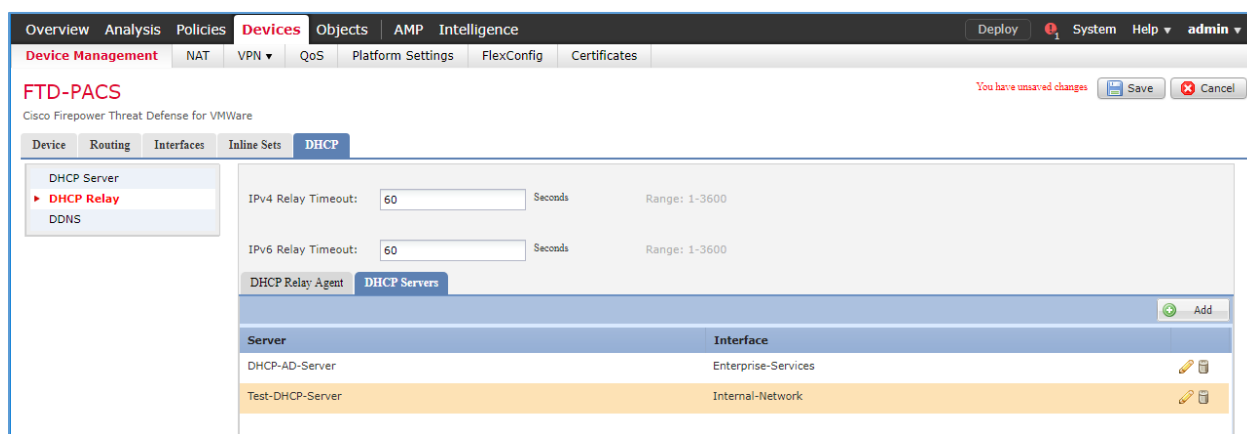 Overview Analysis Policies Devices Objects AMP Intelligence Deploy 1 System Help admin
Device Management NAT VPN QoS Platform Settings FlexConfig Certificates
FTD-PACS
You have unsaved changes Save Cancel
Cisco Firepower Threat Defense for VMWare
Device Routing Interfaces Inline Sets DHCP
DHCP Server
DHCP Relay
DDNS
IPv4 Relay Timeout: 60 Seconds Range: 1-3600
IPv6 Relay Timeout: 60 Seconds Range: 1-3600
DHCP Relay Agent DHCP Servers
Add
Server Interface
DHCP-AD-Server Enterprise-Services
Test-DHCP-Server Internal-Network